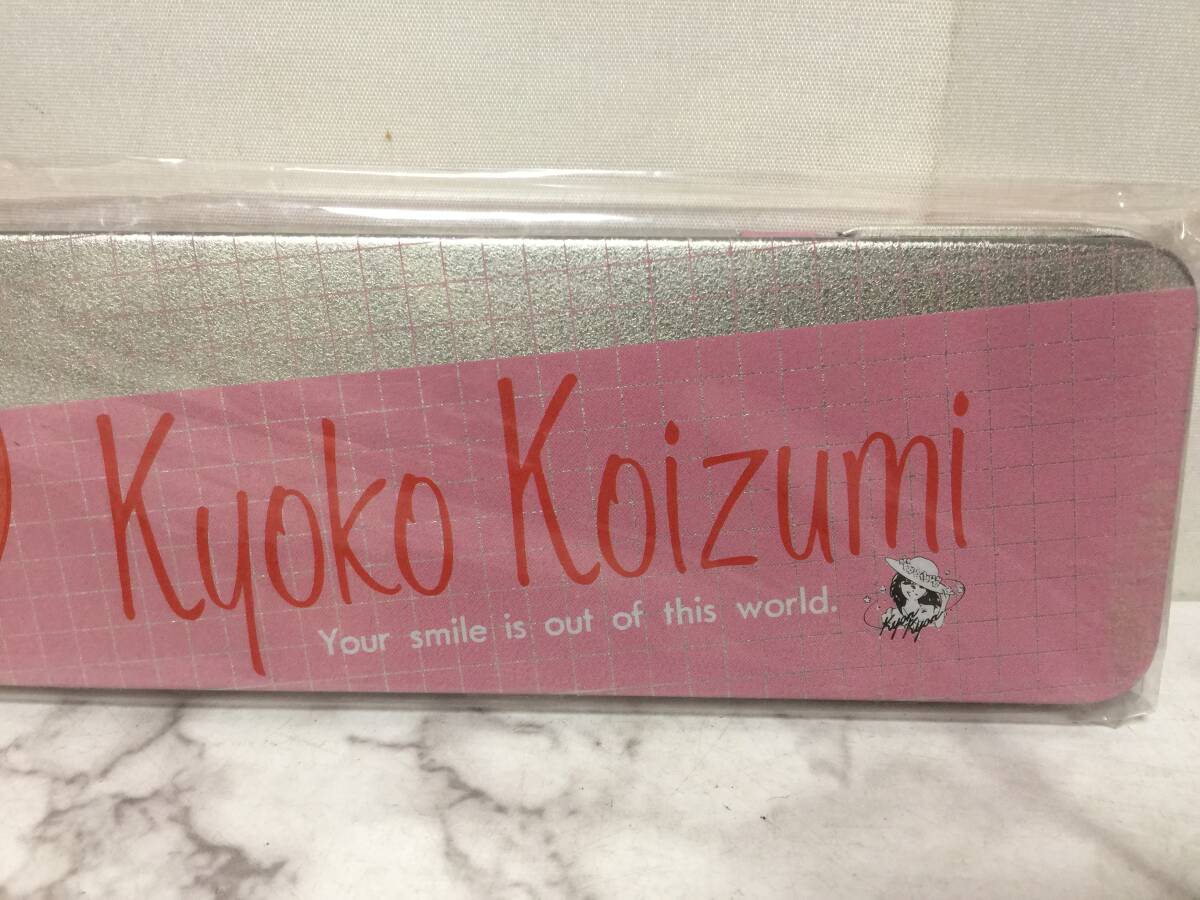 Kyoko Koizumi
Your smile is out of this world.
Kyon
Kyon